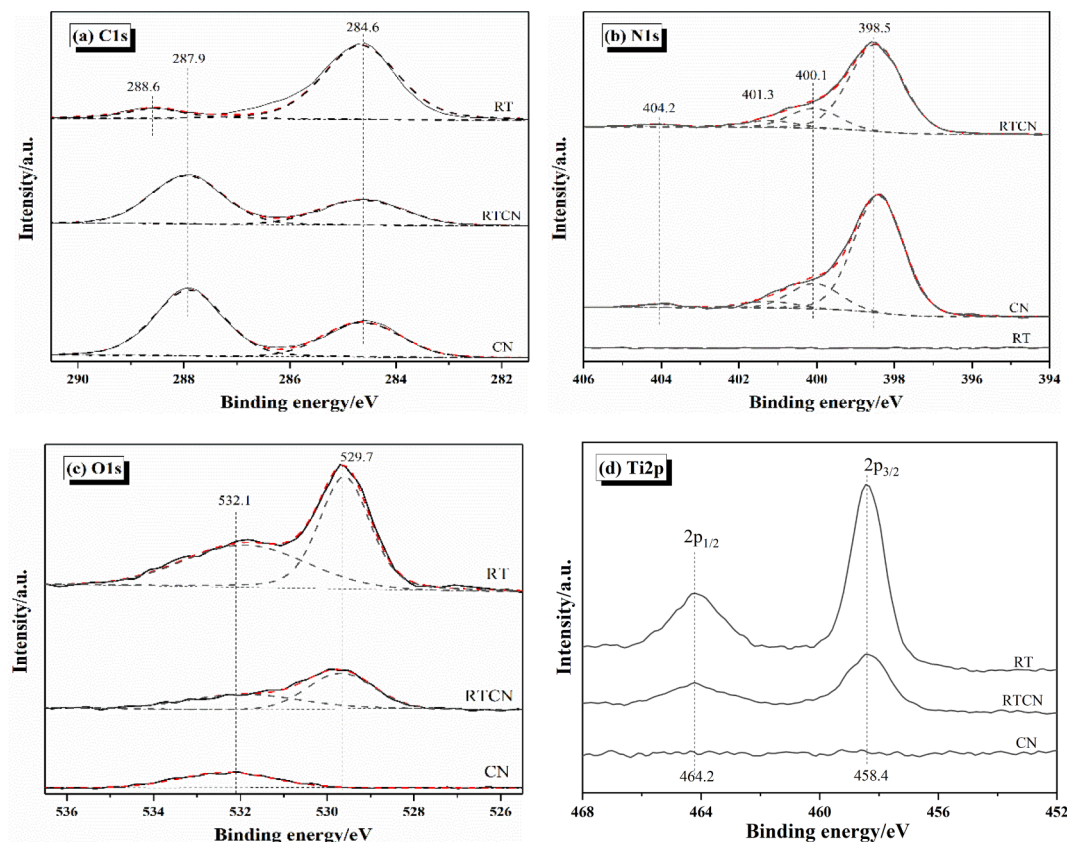 (a) C1s
284.6
287.9
288.6
RT
RTCN
CN
Intensity/a.u.
290 288 286 284 282
Binding energy/eV
(b) N1s
398.5
400.1
401.3
404.2
RTCN
CN
RT
Intensity/a.u.
406 404 402 400 398 396 394
Binding energy/eV
(c) O1s
529.7
532.1
RT
RTCN
CN
Intensity/a.u.
536 534 532 530 528 526
Binding energy/eV
(d) Ti2p
2p3/2
2p1/2
RT
RTCN
CN
464.2 458.4
Intensity/a.u.
468 464 460 456 452
Binding energy/eV